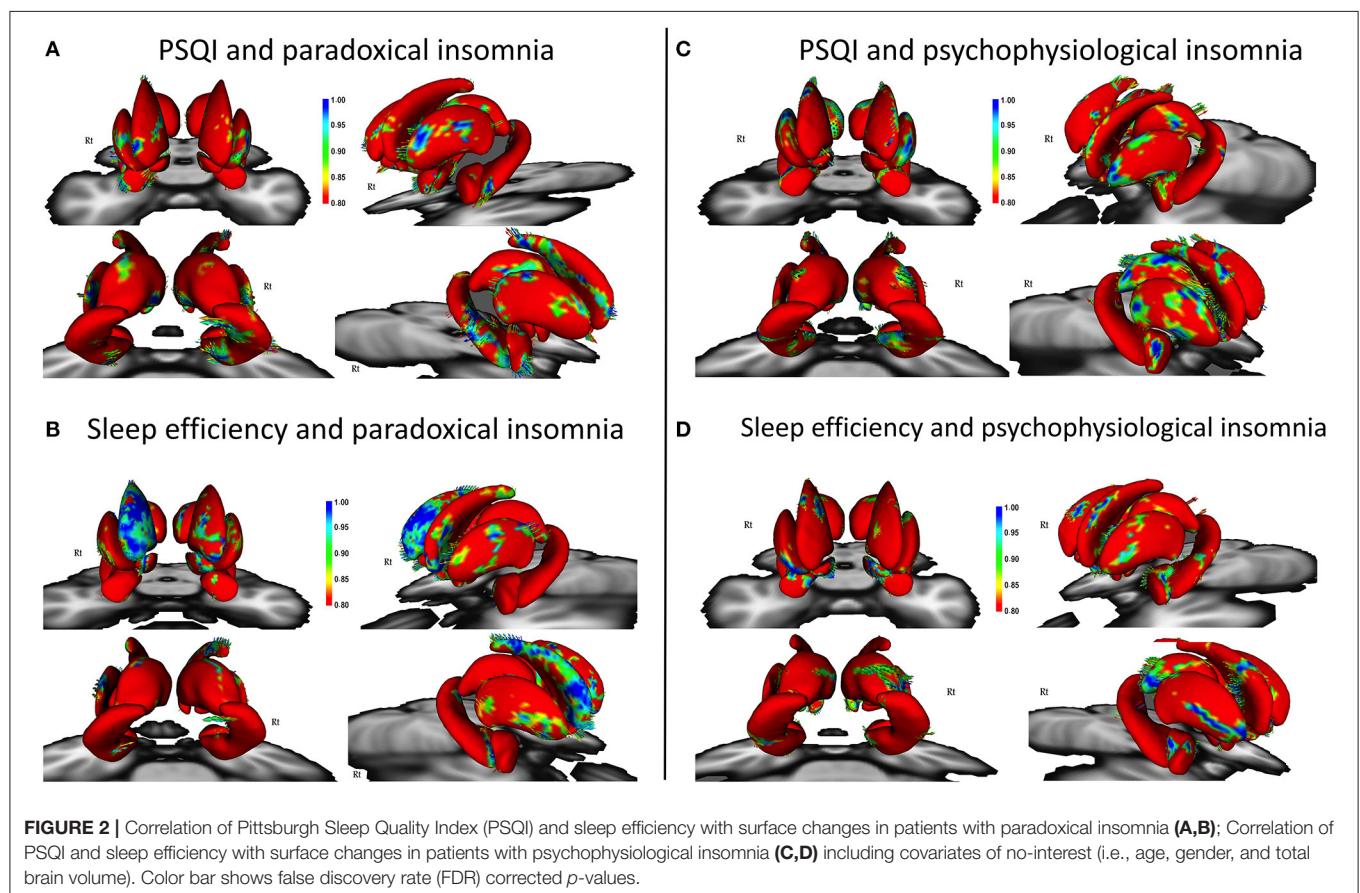 A PSQI and paradoxical insomnia
Rt
1.00
0.95
0.90
0.85
0.80
Rt
Rt
Rt
B Sleep efficiency and paradoxical insomnia
Rt
1.00
0.95
0.90
0.85
0.80
Rt
Rt
Rt
C PSQI and psychophysiological insomnia
Rt
1.00
0.95
0.90
0.85
0.80
Rt
Rt
Rt
D Sleep efficiency and psychophysiological insomnia
Rt
1.00
0.95
0.90
0.85
0.80
Rt
Rt
Rt
FIGURE 2 | Correlation of Pittsburgh Sleep Quality Index (PSQI) and sleep efficiency with surface changes in patients with paradoxical insomnia (A,B); Correlation of
PSQI and sleep efficiency with surface changes in patients with psychophysiological insomnia (C,D) including covariates of no-interest (i.e., age, gender, and total
brain volume). Color bar shows false discovery rate (FDR) corrected p-values.